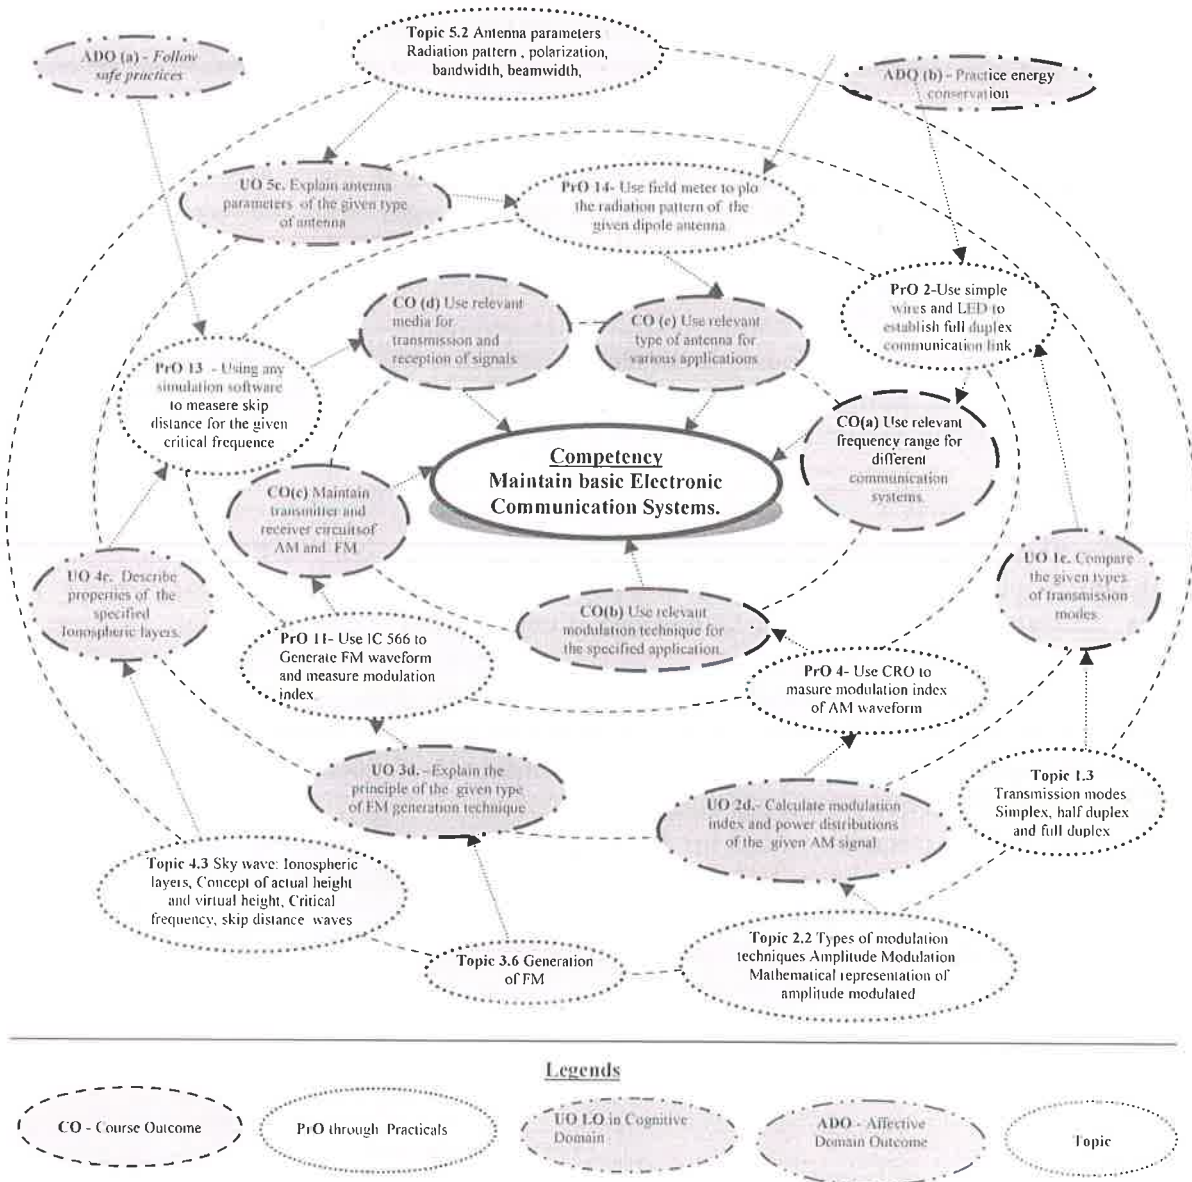 Topic 5.2 Antenna parameters
Radiation pattern , polarization,
bandwidth, beamwidth,
ADO (a) - Follow
safe practices
ADO (b) - Practice energy
conservation
UO 5c. Explain antenna
parameters of the given type
of antenna
PrO 14- Use field meter to plo
the radiation pattern of the
given dipole antenna
PrO 2-Use simple
wires and LED to
establish full duplex
communication link
CO (d) Use relevant
media for
transmission and
reception of signals
CO (e) Use relevant
type of antenna for
various applications
PrO 13 - Using any
simulation software
to measere skip
distance for the given
critical frequence
CO(a) Use relevant
frequency range for
different
communication
systems.
Competency
Maintain basic Electronic
Communication Systems.
CO(c) Maintain
transmitter and
receiver circuitsof
AM and FM
UO 4c. Describe
properties of the
specified
Ionospheric layers.
UO 1c. Compare
the given types
of transmission
modes.
CO(b) Use relevant
modulation technique for
the specified application.
PrO 11- Use IC 566 to
Generate FM waveform
and measure modulation
index
PrO 4- Use CRO to
masure modulation index
of AM waveform
UO 3d. -Explain the
principle of the given type
of FM generation technique
UO 2d.- Calculate modulation
index and power distributions
of the given AM signal
Topic 1.3
Transmission modes
Simplex, half duplex
and full duplex
Topic 4.3 Sky wave: Ionospheric
layers, Concept of actual height
and virtual height, Critical
frequency, skip distance waves
Topic 3.6 Generation
of FM
Topic 2.2 Types of modulation
techniques Amplitude Modulation
Mathematical representation of
amplitude modulated
Legends
CO - Course Outcome
PrO through Practicals
UO LO in Cognitive
Domain
ADO - Affective
Domain Outcome
Topic